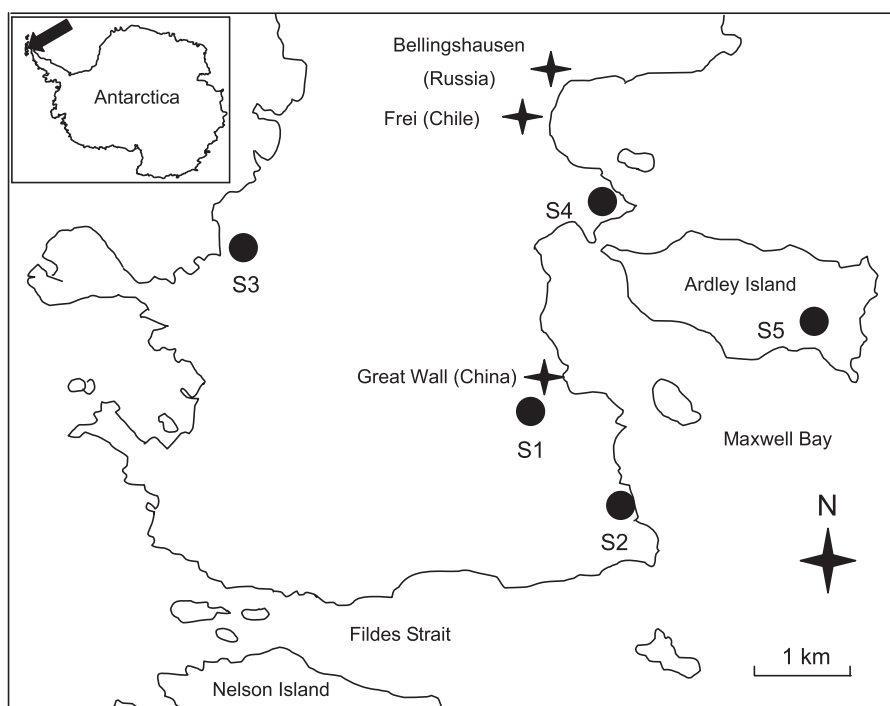 Antarctica
Bellingshausen
(Russia)
Frei (Chile)
S4
S3
Ardley Island
S5
Great Wall (China)
S1
Maxwell Bay
N
S2
Fildes Strait
1 km
Nelson Island